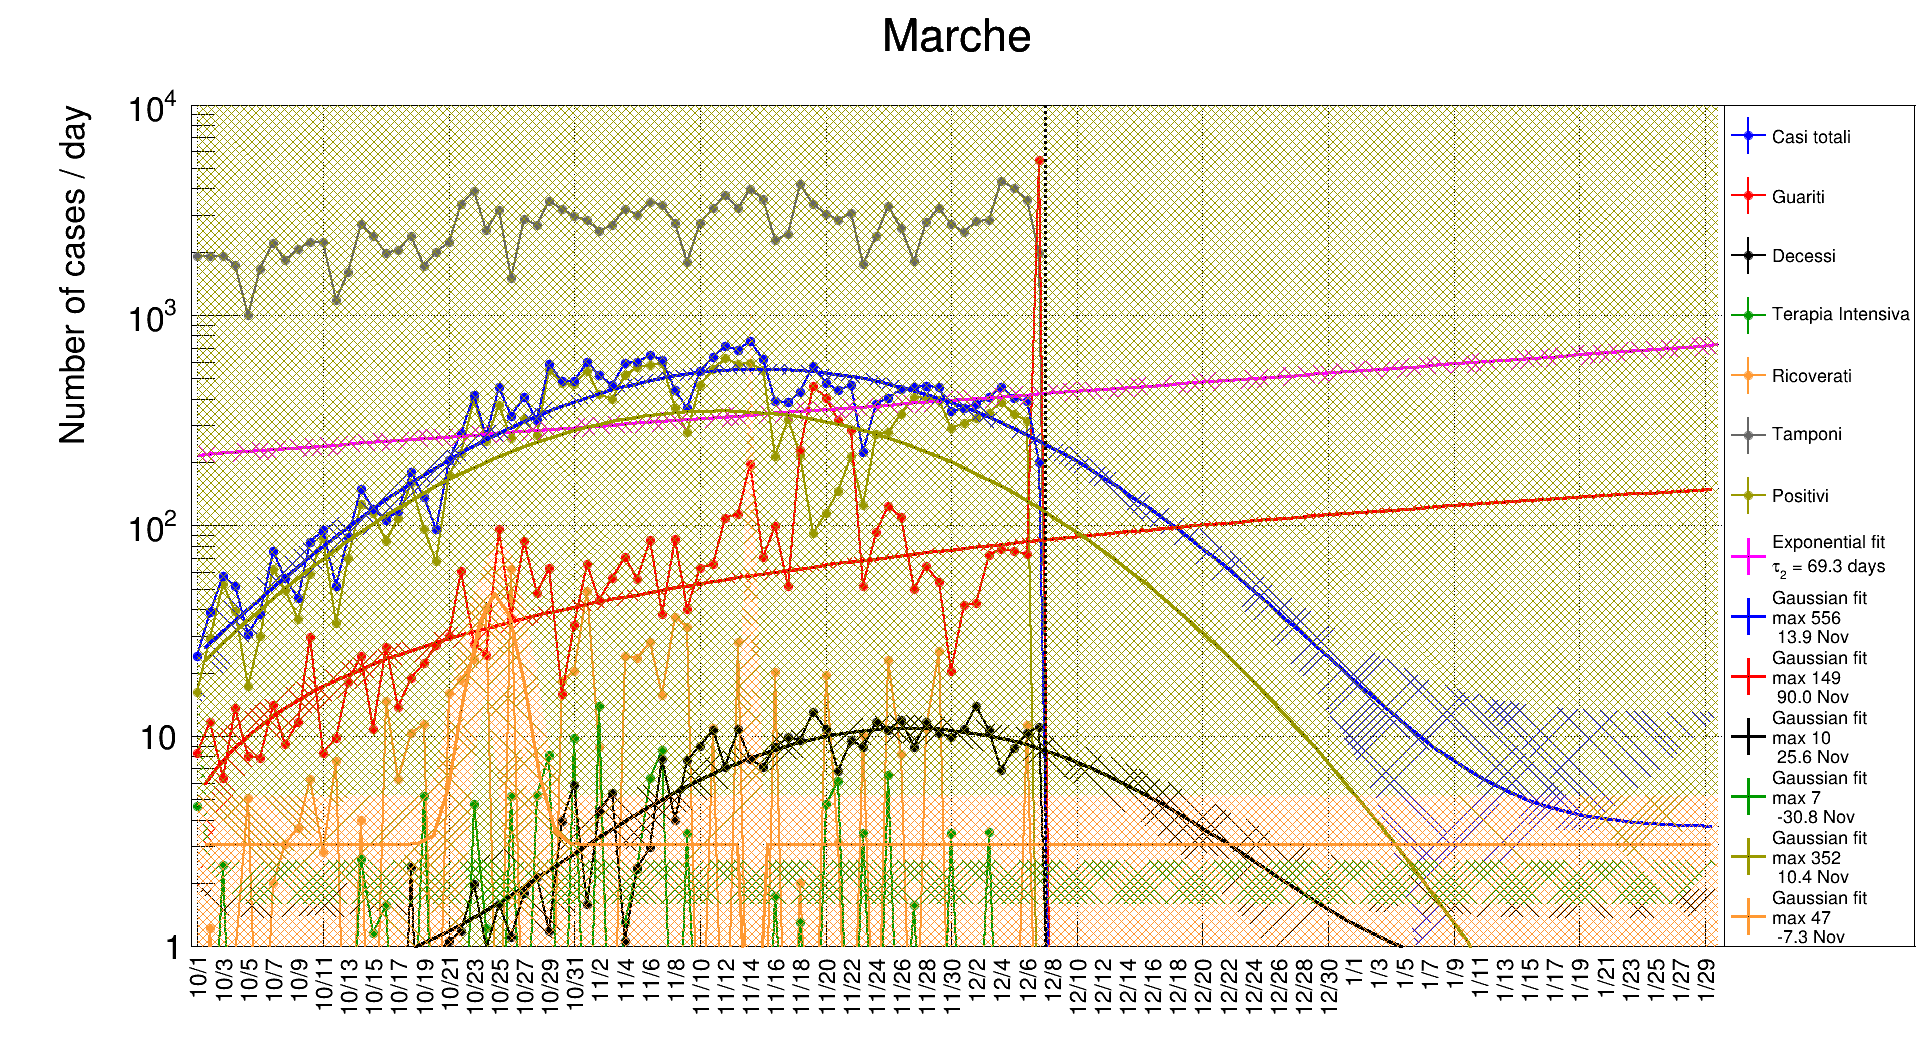 Marche
Number of cases / day
10⁴
10³
10²
10
1
10/1
10/3
10/5
10/7
10/9
10/11
10/13
10/15
10/17
10/19
10/21
10/23
10/25
10/27
10/29
10/31
11/2
11/4
11/6
11/8
11/10
11/12
11/14
11/16
11/18
11/20
11/22
11/24
11/26
11/28
11/30
12/2
12/4
12/6
12/8
12/10
12/12
12/14
12/16
12/18
12/20
12/22
12/24
12/26
12/28
12/30
1/1
1/3
1/5
1/7
1/9
1/11
1/13
1/15
1/17
1/19
1/21
1/23
1/25
1/27
1/29
Casi totali
Guariti
Decessi
Terapia Intensiva
Ricoverati
Tamponi
Positivi
Exponential fit
τ₂ = 69.3 days
Gaussian fit
max 556
13.9 Nov
Gaussian fit
max 149
90.0 Nov
Gaussian fit
max 10
25.6 Nov
Gaussian fit
max 7
-30.8 Nov
Gaussian fit
max 352
10.4 Nov
Gaussian fit
max 47
-7.3 Nov